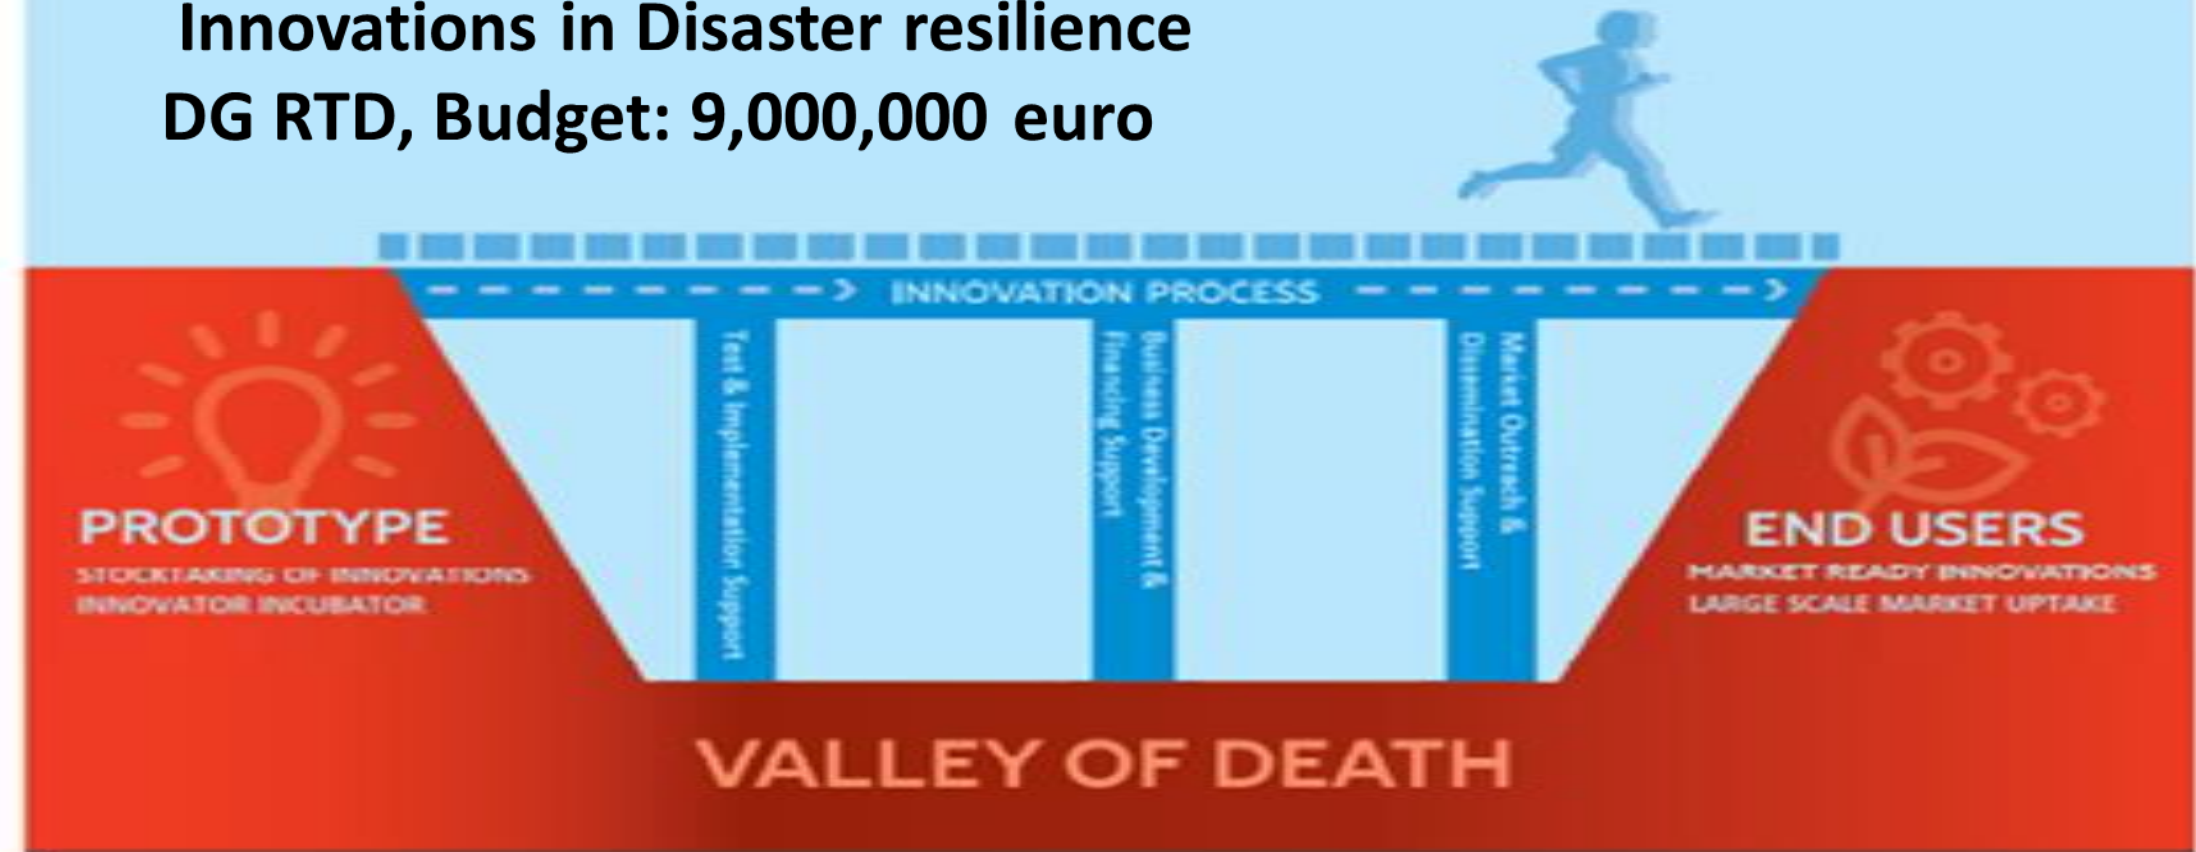 Innovations in Disaster resilience
DG RTD, Budget: 9,000,000 euro
INNOVATION PROCESS
Test & Implementation Support
Business Development &
Financing Support
Market Outreach &
Dissemination Support
PROTOTYPE
STOCKTAKING OF INNOVATIONS
INNOVATOR INCUBATOR
END USERS
MARKET READY INNOVATIONS
LARGE SCALE MARKET UPTAKE
VALLEY OF DEATH